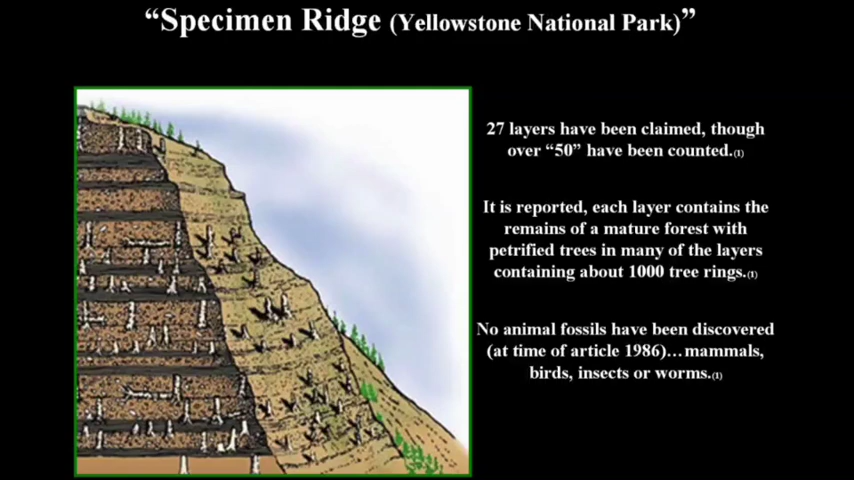 “Specimen Ridge (Yellowstone National Park)”
27 layers have been claimed, though
over “50” have been counted.(1)
It is reported, each layer contains the
remains of a mature forest with
petrified trees in many of the layers
containing about 1000 tree rings.(1)
No animal fossils have been discovered
(at time of article 1986)…mammals,
birds, insects or worms.(1)